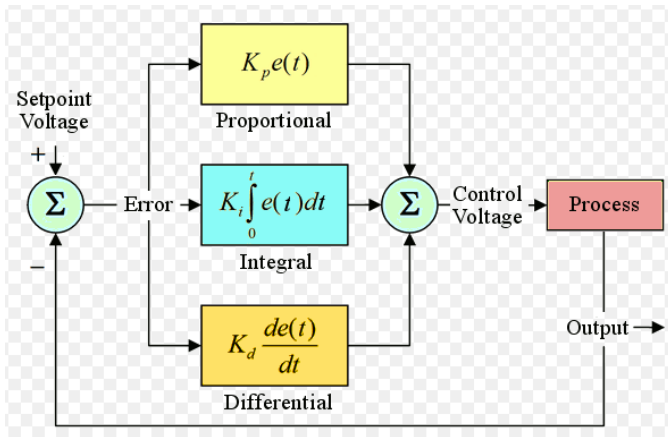 Setpoint
Voltage
+
Σ
−
Error
K_p e(t)
Proportional
K_i ∫_0^t e(t)dt
Integral
K_d de(t)/dt
Differential
Σ
Control
Voltage
Process
Output